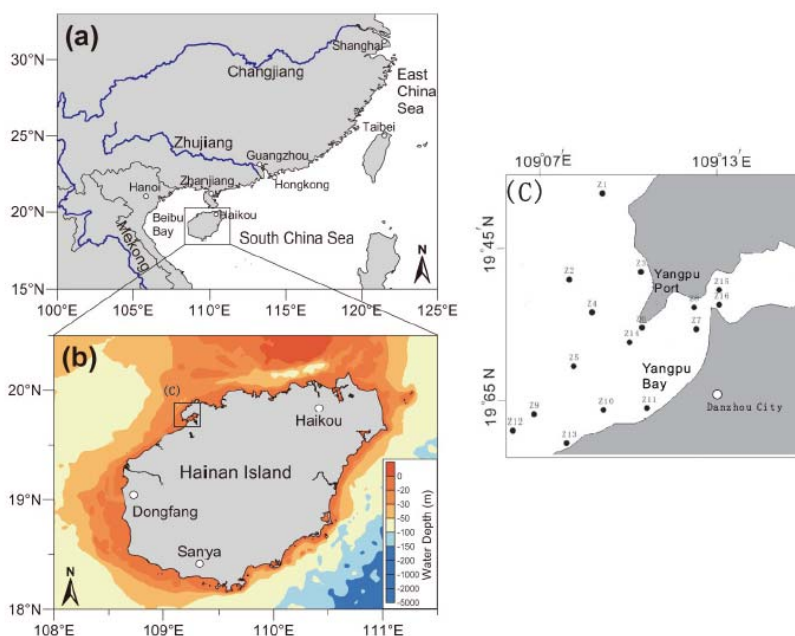 (a)
Shanghai
30°N
Changjiang
East
China
Sea
Taibei
25°N
Zhujiang
Guangzhou
Hanoi
Zhanjiang
Hongkong
20°N
Beibu
Bay
Haikou
Mekong
South China Sea
N
15°N
100°E
105°E
110°E
115°E
120°E
125°E
(b)
20°N
(C)
Haikou
Hainan Island
19°N
Dongfang
Sanya
N
18°N
108°E
109°E
110°E
111°E
0
-20
-30
-50
-100
-150
-200
-1000
-2000
-5000
Water Depth (m)
109°07′E
109°13′E
(C)
Z1
19°45′N
Z2
Z3
Yangpu
Port
Z15
Z16
Z4
Z7
Z14
Yangpu
Bay
Z5
19°65′N
Z9
Z10
Z11
Danzhou City
Z12
Z13